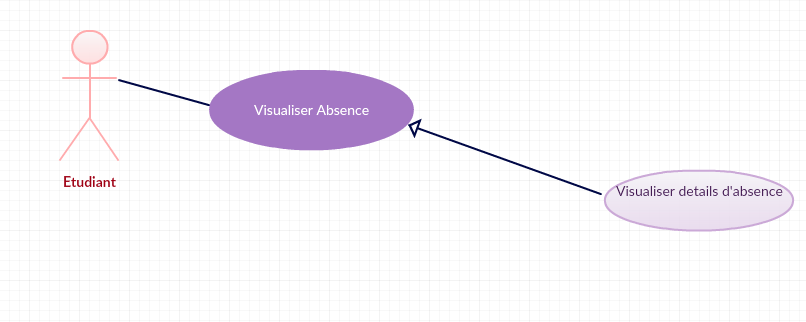 Visualiser Absence
Etudiant
Visualiser details d'absence